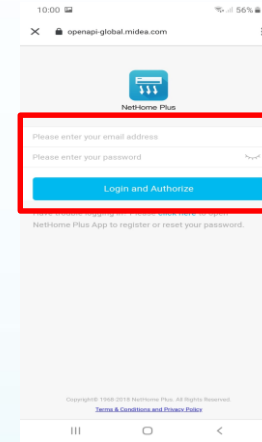 10:00 56%
openapi-global.midea.com
NetHome Plus
Please enter your email address
Please enter your password
Login and Authorize
Have trouble logging on? Please click here to open
NetHome Plus App to register or reset your password.
Copyright© 1968-2018 NetHome Plus. All Rights Reserved
Terms & Conditions and Privacy Policy